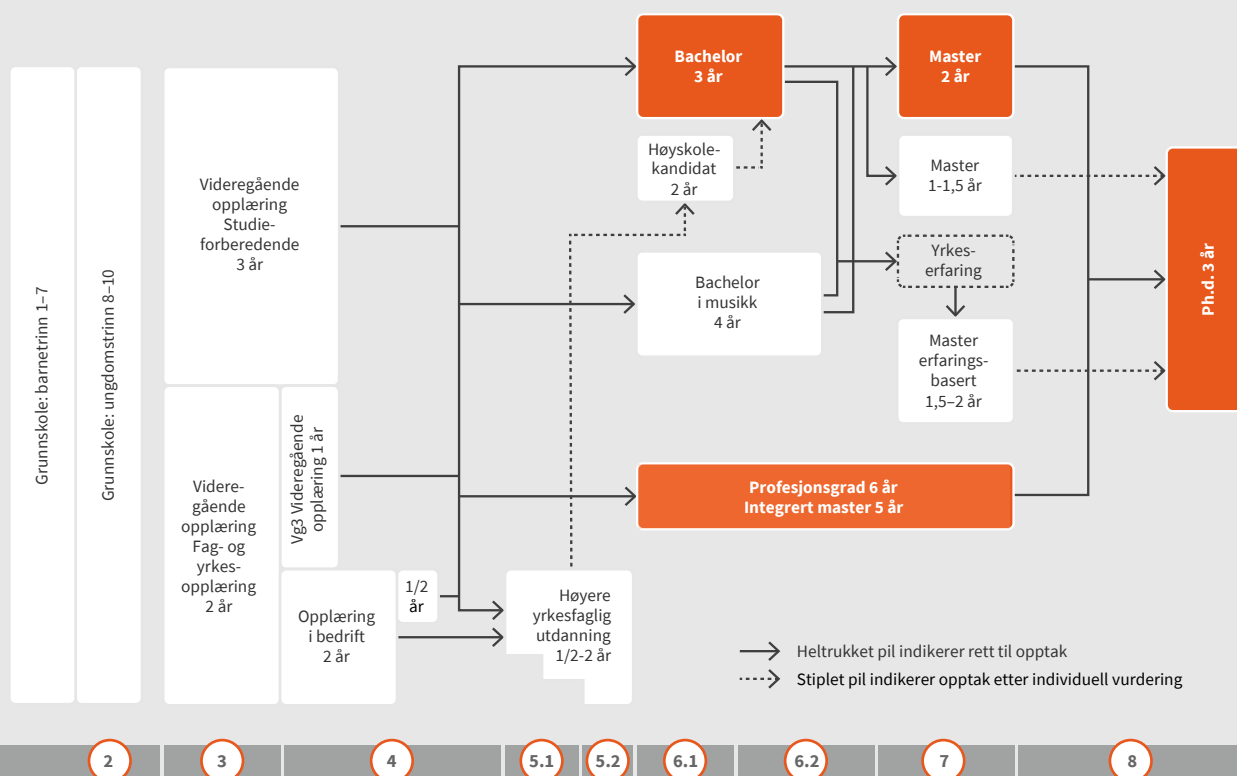 Grunnskole: barnetrinn 1–7
Grunnskole: ungdomstrinn 8–10
Videregående
opplæring
Studie-
forberedende
3 år
Videre-
gående
opplæring
Fag- og
yrkes-
opplæring
2 år
Vg3 Videregående
opplæring 1 år
Opplæring
i bedrift
2 år
1/2
år
Høyere
yrkesfaglig
utdanning
1/2-2 år
Bachelor
3 år
Høyskole-
kandidat
2 år
Bachelor
i musikk
4 år
Profesjonsgrad 6 år
Integrert master 5 år
Master
2 år
Master
1-1,5 år
Yrkes-
erfaring
Master
erfarings-
basert
1,5–2 år
Ph.d. 3 år
Heltrukket pil indikerer rett til opptak
Stiplet pil indikerer opptak etter individuell vurdering
2
3
4
5.1
5.2
6.1
6.2
7
8